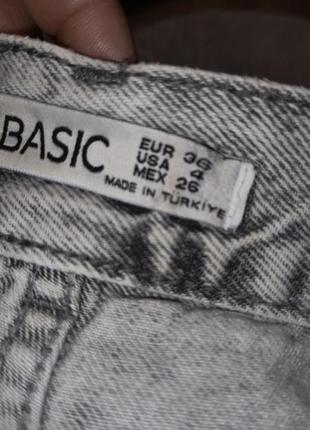 BASIC
EUR 36
USA 4
MEX 26
MADE IN TÜRKİYE